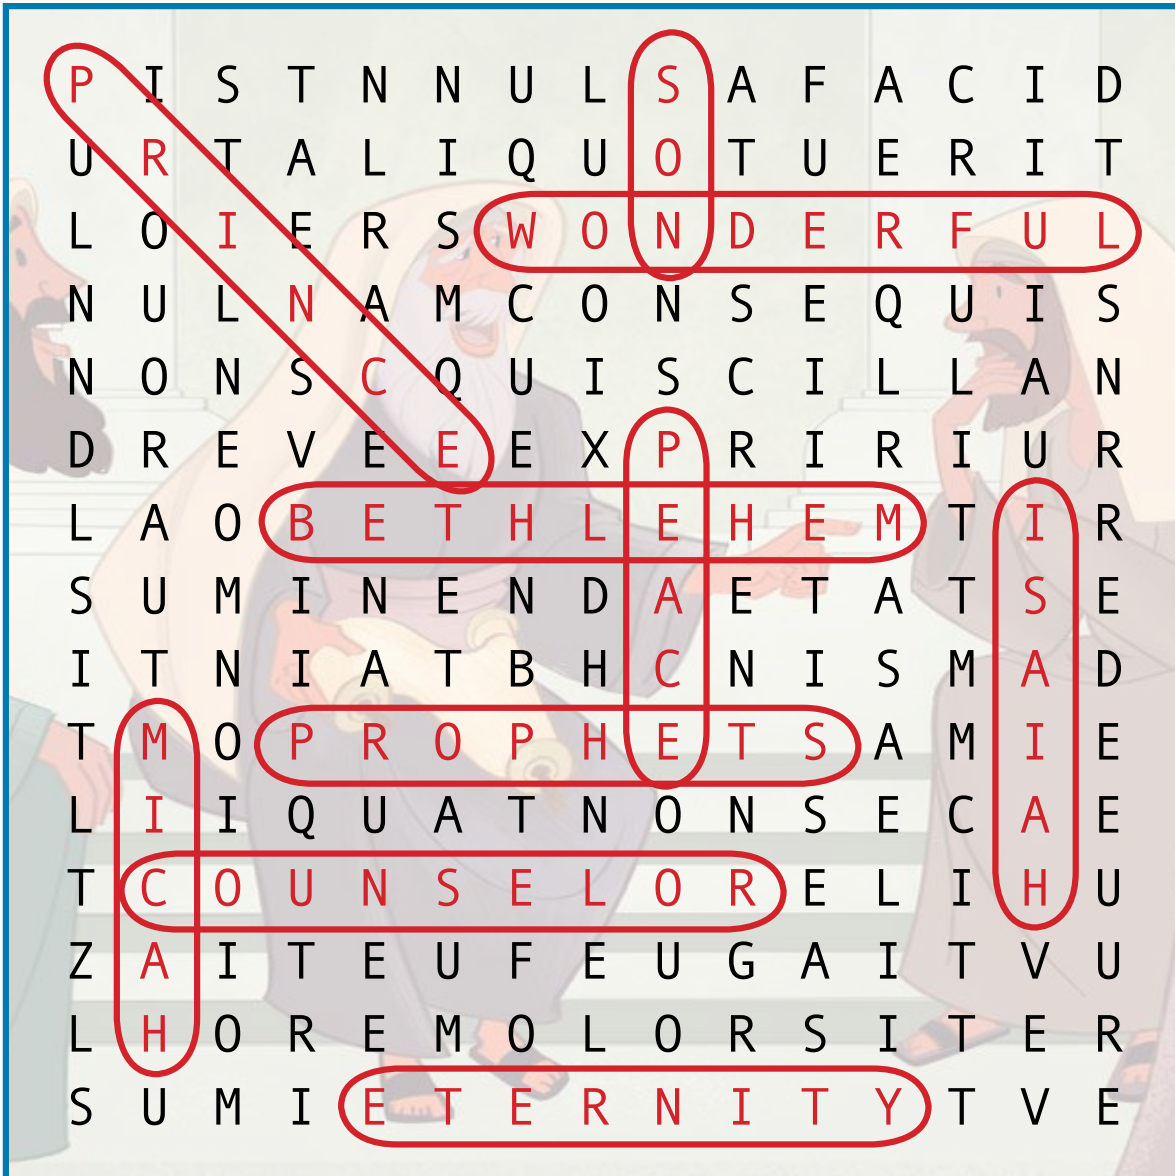 P I S T N N U L S A F A C I D
U R T A L I Q U O T U E R I T
L O I E R S W O N D E R F U L
N U L N A M C O N S E Q U I S
N O N S C Q U I S C I L L A N
D R E V E E E X P R I R I U R
L A O B E T H L E H E M T I R
S U M I N E N D A E T A T S E
I T N I A T B H C N I S M A D
T M O P R O P H E T S A M I E
L I I Q U A T N O N S E C A E
T C O U N S E L O R E L I H U
Z A I T E U F E U G A I T V U
L H O R E M O L O R S I T E R
S U M I E T E R N I T Y T V E